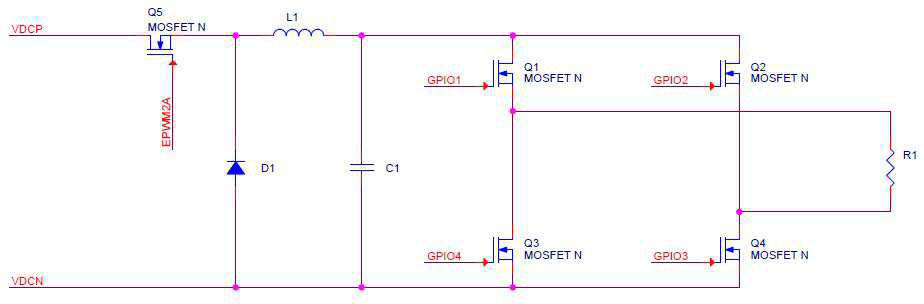 Q5
MOSFET N
VDCP
L1
Q1
MOSFET N
Q2
MOSFET N
GPIO1
GPIO2
EPWM2A
D1
C1
R1
Q3
MOSFET N
Q4
MOSFET N
GPIO4
GPIO3
VDCN